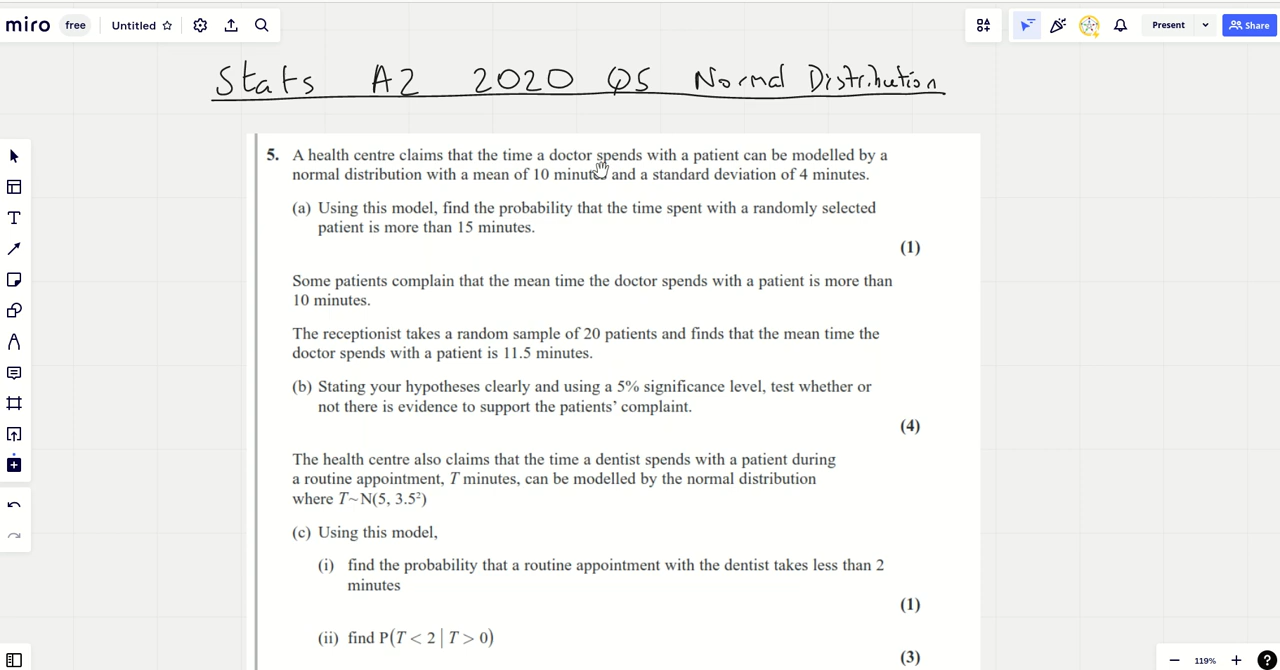 miro free Untitled Present Share
Stats A2 2020 Q5 Normal Distribution
5. A health centre claims that the time a doctor spends with a patient can be modelled by a
normal distribution with a mean of 10 minutes and a standard deviation of 4 minutes.
(a) Using this model, find the probability that the time spent with a randomly selected
patient is more than 15 minutes.
(1)
Some patients complain that the mean time the doctor spends with a patient is more than
10 minutes.
The receptionist takes a random sample of 20 patients and finds that the mean time the
doctor spends with a patient is 11.5 minutes.
(b) Stating your hypotheses clearly and using a 5% significance level, test whether or
not there is evidence to support the patients’ complaint.
(4)
The health centre also claims that the time a dentist spends with a patient during
a routine appointment, T minutes, can be modelled by the normal distribution
where T~N(5, 3.5²)
(c) Using this model,
(i) find the probability that a routine appointment with the dentist takes less than 2
minutes
(1)
(ii) find P(T < 2 | T > 0)
(3)
119%